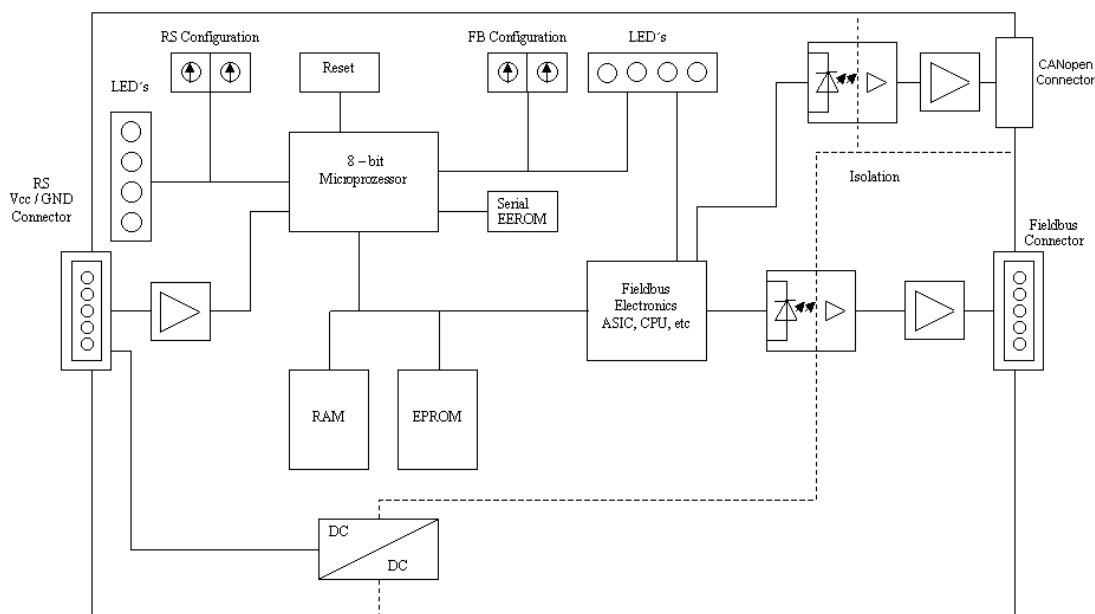 RS Configuration
FB Configuration
LED´s
CANopen
Connector
LED´s
Reset
8 – bit
Microprozessor
RS
Vcc / GND
Connector
Serial
EEROM
Isolation
Fieldbus
Connector
Fieldbus
Electronics
ASIC, CPU, etc
RAM
EPROM
DC
DC